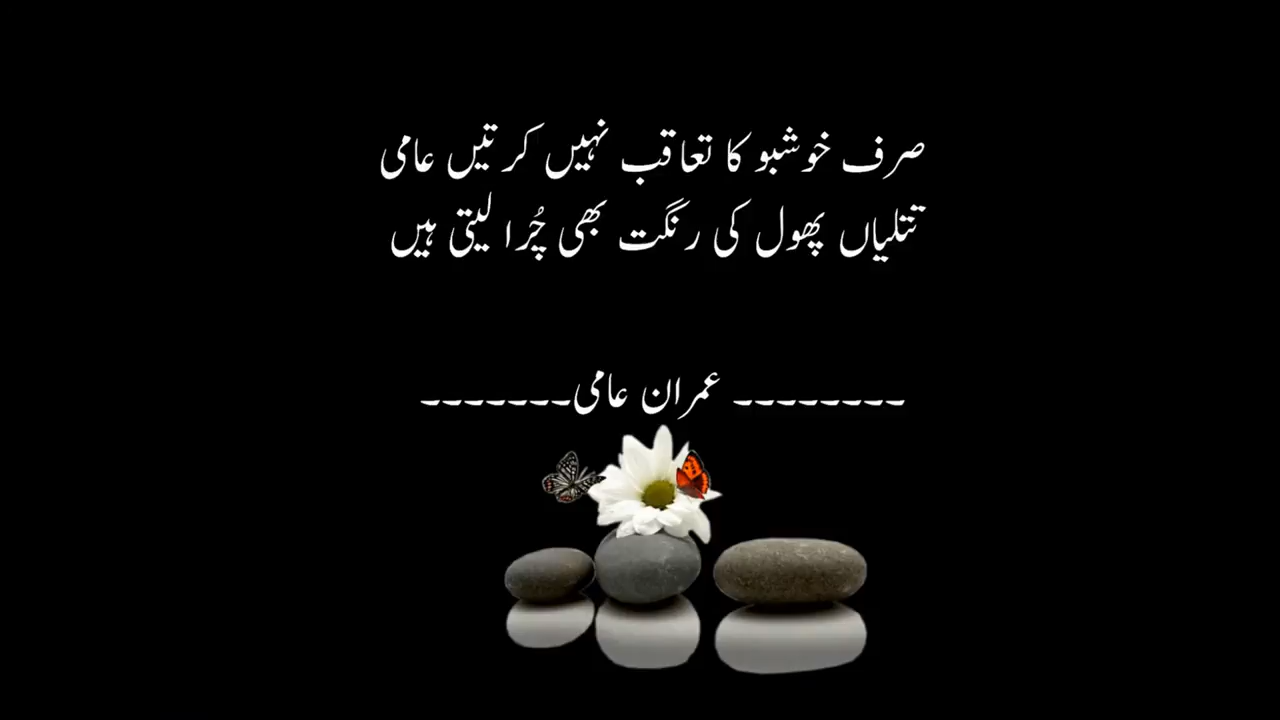 صرف خوشبو کا تعاقب نہیں کرتیں عامی
تتلیاں پھول کی رنگت بھی چُرا لیتی ہیں
-------- عمران عامی-------